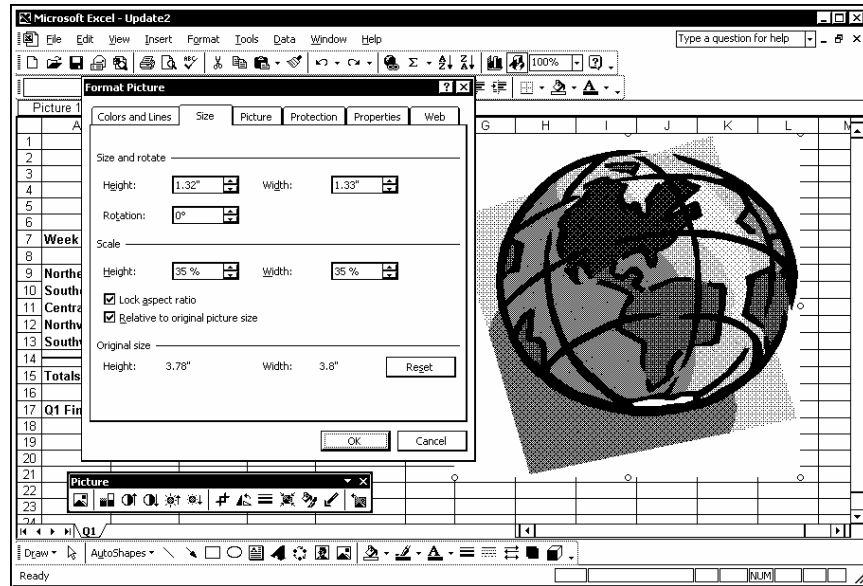 Microsoft Excel - Update2
File Edit View Insert Format Tools Data Window Help
Type a question for help
ABC Σ A Z Z A 100% ?
Format Picture
Picture 1
Colors and Lines Size Picture Protection Properties Web
A G H I J K L M
1
2 Size and rotate
3
4 Height: 1.32" Width: 1.33"
5
6 Rotation: 0°
7 Week
8 Scale
9 Northe Height: 35 % Width: 35 %
10 Southe
11 Centra Lock aspect ratio
12 Northw Relative to original picture size
13 Southw
14 Original size
15 Totals Height: 3.78" Width: 3.8" Reset
16
17 Q1 Fin
18
19 OK Cancel
20
21
Picture
22
23
24
Q1
Draw AutoShapes A A
Ready NUM